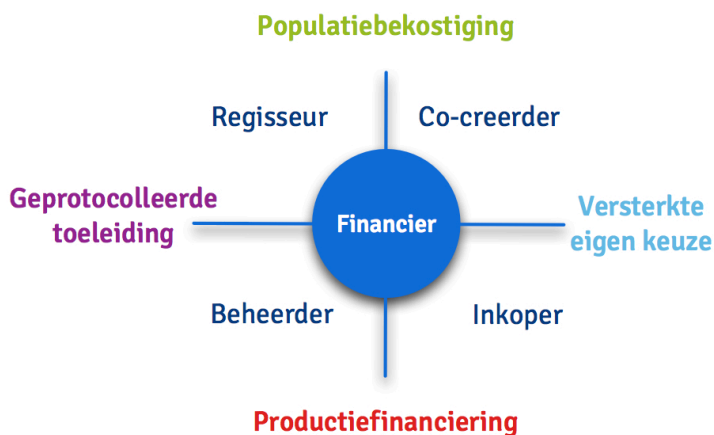 Populatiebekostiging
Regisseur
Co-creerder
Geprotocolleerde
toeleiding
Financier
Versterkte
eigen keuze
Beheerder
Inkoper
Productiefinanciering